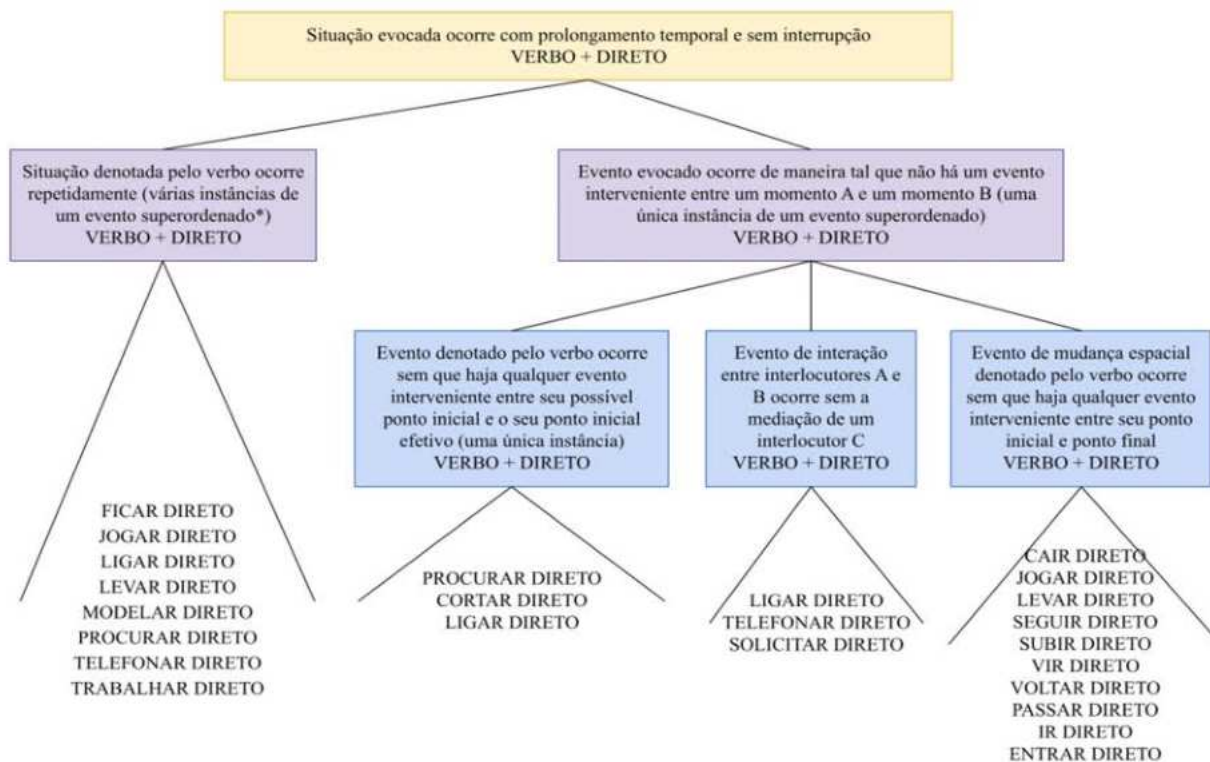 Situação evocada ocorre com prolongamento temporal e sem interrupção
VERBO + DIRETO
Situação denotada pelo verbo ocorre
repetidamente (várias instâncias de
um evento superordenado*)
VERBO + DIRETO
Evento evocado ocorre de maneira tal que não há um evento
interveniente entre um momento A e um momento B (uma
única instância de um evento superordenado)
VERBO + DIRETO
Evento denotado pelo verbo ocorre
sem que haja qualquer evento
interveniente entre seu possível
ponto inicial e o seu ponto inicial
efetivo (uma única instância)
VERBO + DIRETO
Evento de interação
entre interlocutores A e
B ocorre sem a
mediação de um
interlocutor C
VERBO + DIRETO
Evento de mudança espacial
denotado pelo verbo ocorre
sem que haja qualquer evento
interveniente entre seu ponto
inicial e ponto final
VERBO + DIRETO
FICAR DIRETO
JOGAR DIRETO
LIGAR DIRETO
LEVAR DIRETO
MODELAR DIRETO
PROCURAR DIRETO
TELEFONAR DIRETO
TRABALHAR DIRETO
PROCURAR DIRETO
CORTAR DIRETO
LIGAR DIRETO
LIGAR DIRETO
TELEFONAR DIRETO
SOLICITAR DIRETO
CAIR DIRETO
JOGAR DIRETO
LEVAR DIRETO
SEGUIR DIRETO
SUBIR DIRETO
VIR DIRETO
VOLTAR DIRETO
PASSAR DIRETO
IR DIRETO
ENTRAR DIRETO